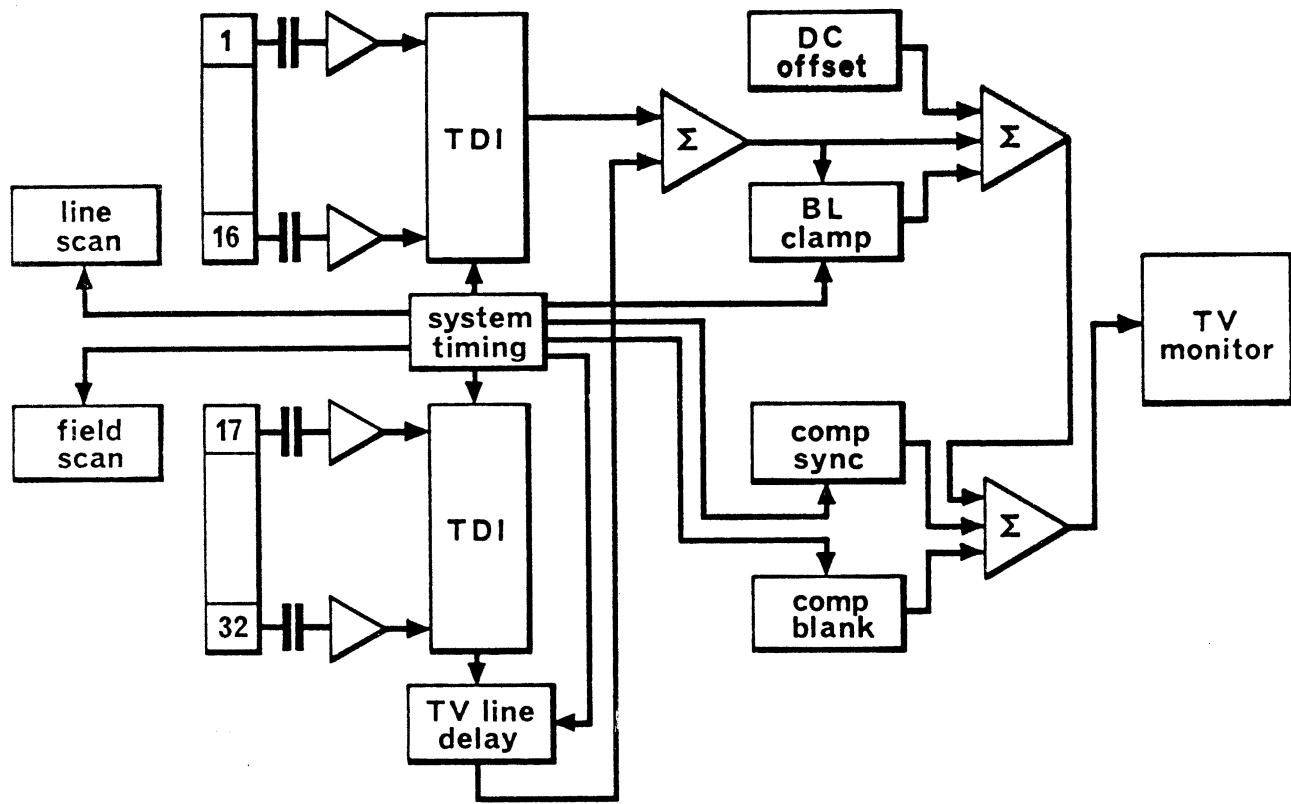 1
16
TDI
Σ
DC
offset
Σ
line
scan
BL
clamp
system
timing
TV
monitor
field
scan
17
32
TDI
comp
sync
Σ
comp
blank
TV line
delay